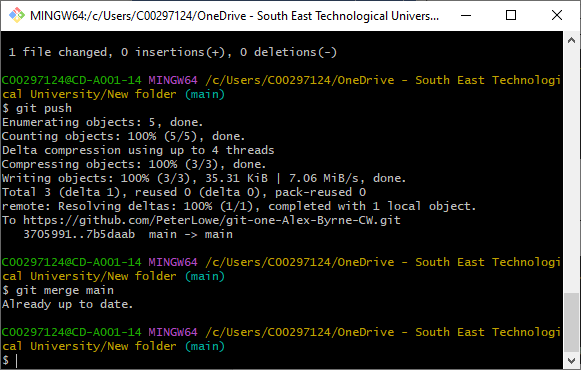 MINGW64:/c/Users/C00297124/OneDrive - South East Technological Univers...
1 file changed, 0 insertions(+), 0 deletions(-)
C00297124@CD-A001-14 MINGW64 /c/Users/C00297124/OneDrive - South East Technologi
cal University/New folder (main)
$ git push
Enumerating objects: 5, done.
Counting objects: 100% (5/5), done.
Delta compression using up to 4 threads
Compressing objects: 100% (3/3), done.
Writing objects: 100% (3/3), 35.31 KiB | 7.06 MiB/s, done.
Total 3 (delta 1), reused 0 (delta 0), pack-reused 0
remote: Resolving deltas: 100% (1/1), completed with 1 local object.
To https://github.com/PeterLowe/git-one-Alex-Byrne-CW.git
3705991..7b5daab  main -> main
C00297124@CD-A001-14 MINGW64 /c/Users/C00297124/OneDrive - South East Technologi
cal University/New folder (main)
$ git merge main
Already up to date.
C00297124@CD-A001-14 MINGW64 /c/Users/C00297124/OneDrive - South East Technologi
cal University/New folder (main)
$